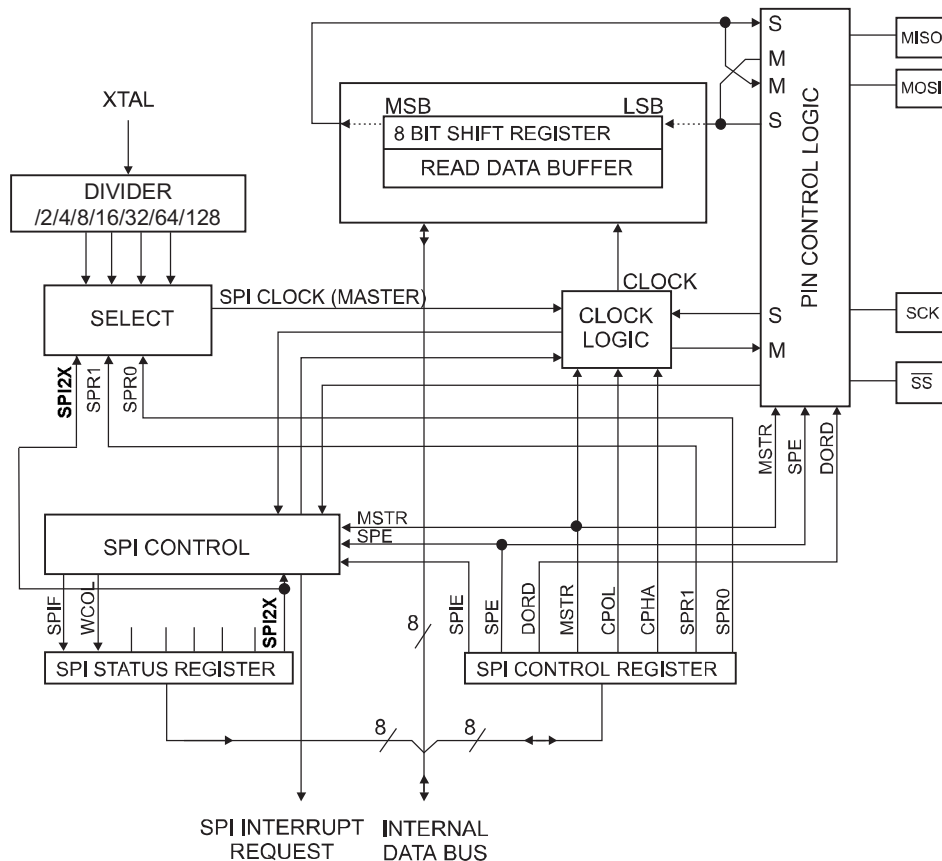 S
MISO
M
MOSI
M
XTAL
MSB
LSB
S
8 BIT SHIFT REGISTER
READ DATA BUFFER
PIN CONTROL LOGIC
DIVIDER
/2/4/8/16/32/64/128
SPI CLOCK (MASTER)
CLOCK
SELECT
CLOCK
LOGIC
S
SCK
M
SPI2X
SPR1
SPR0
SS
MSTR
SPE
DORD
MSTR
SPE
SPI CONTROL
SPIF
WCOL
SPI2X
8
SPIE
SPE
DORD
MSTR
CPOL
CPHA
SPR1
SPR0
SPI STATUS REGISTER
SPI CONTROL REGISTER
8
8
SPI INTERRUPT
REQUEST
INTERNAL
DATA BUS